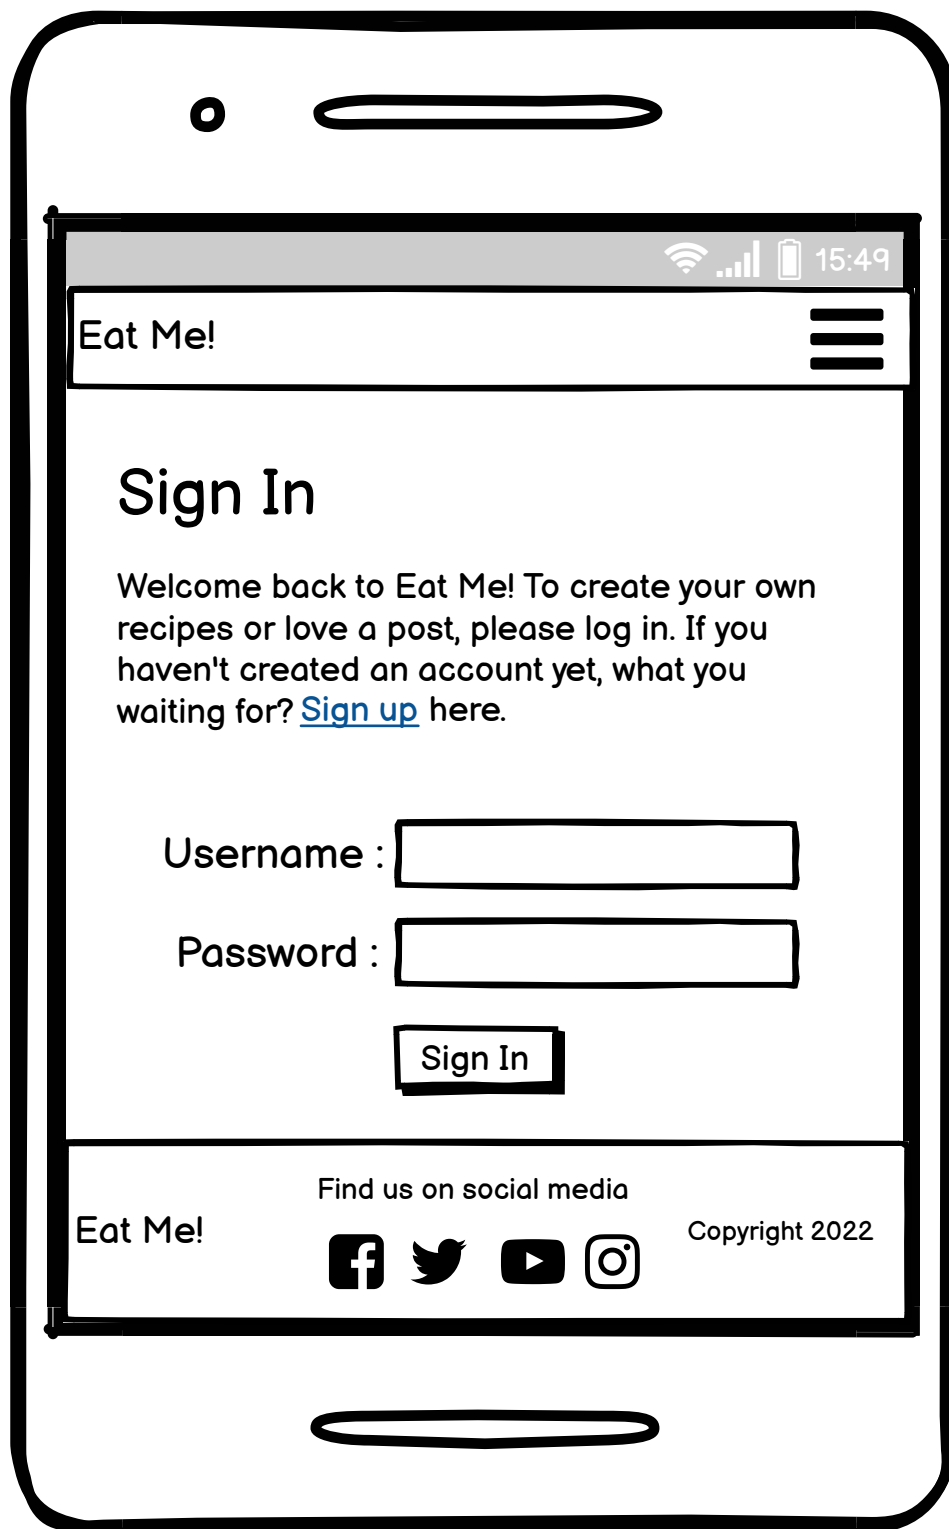 15:49
Eat Me!
Sign In
Welcome back to Eat Me! To create your own
recipes or love a post, please log in. If you
haven't created an account yet, what you
waiting for? Sign up here.
Username :
Password :
Sign In
Find us on social media
Eat Me!
Copyright 2022